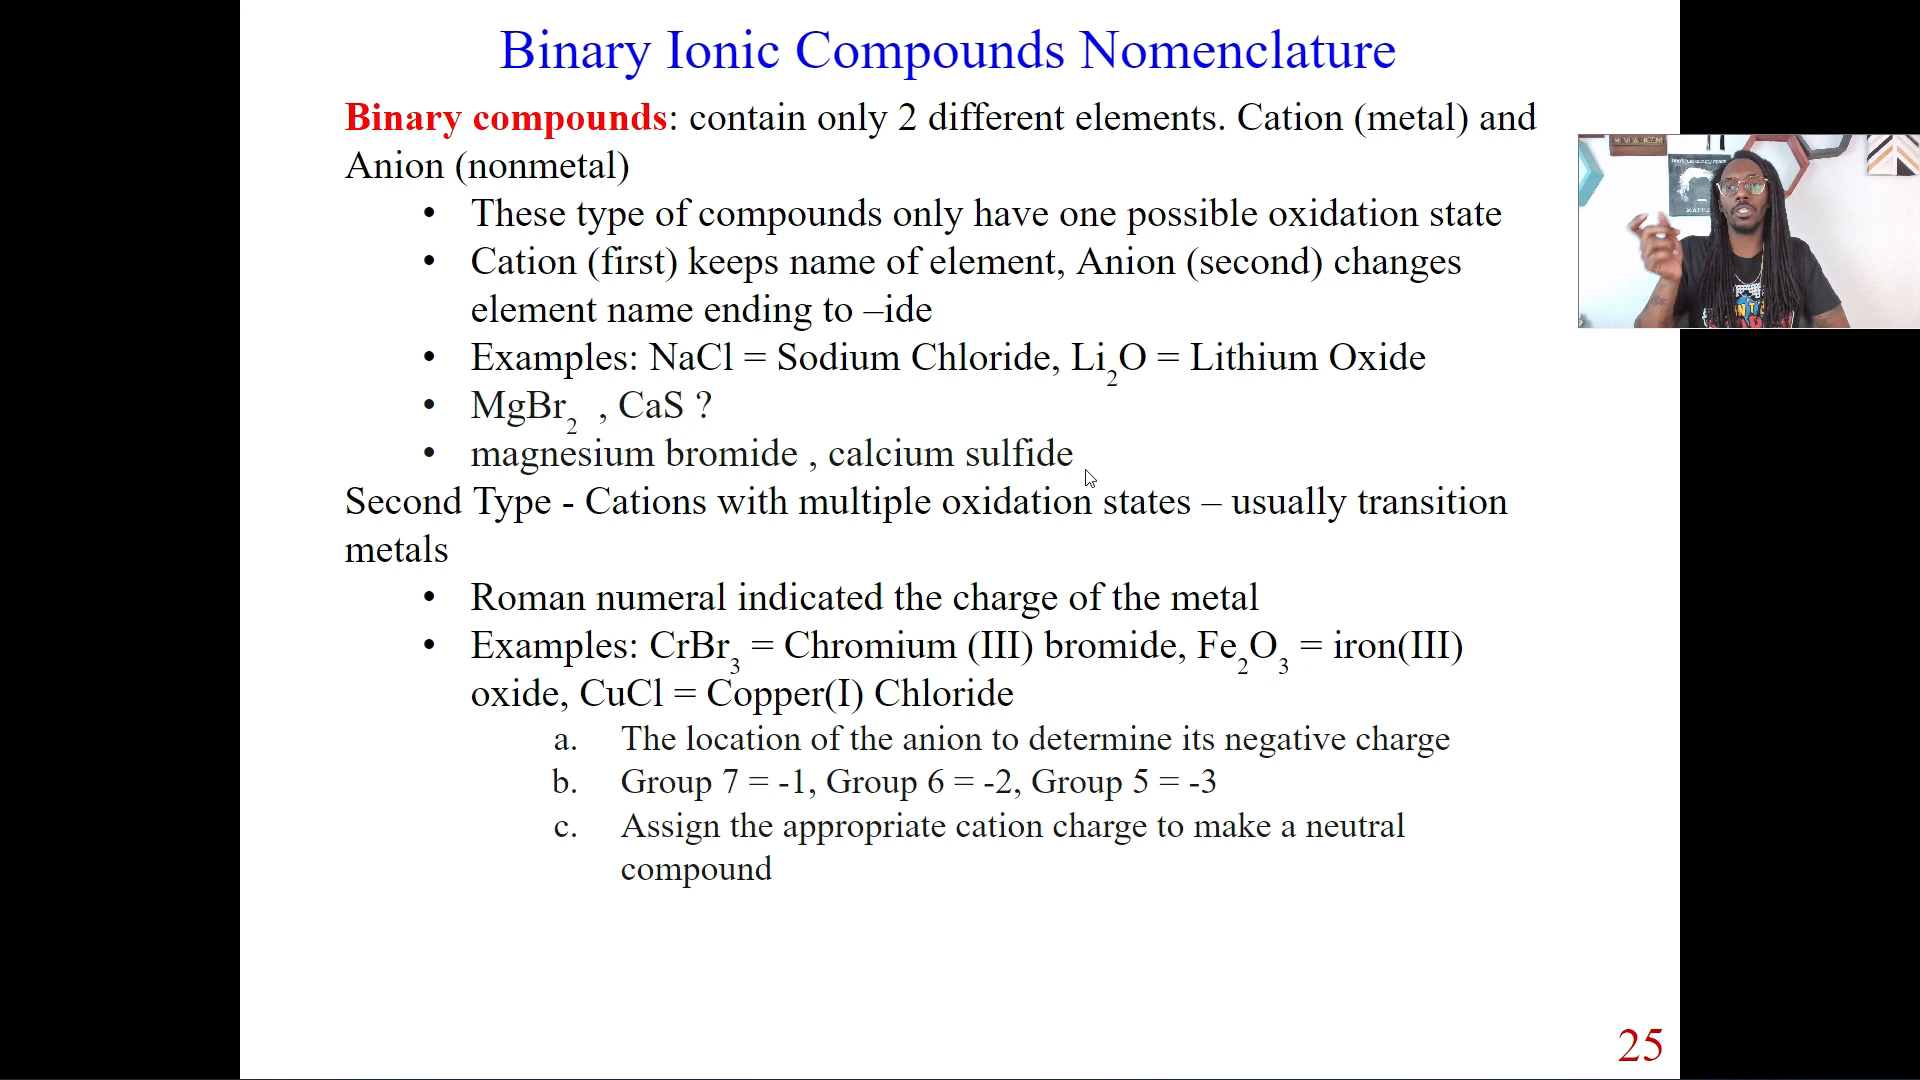 Binary Ionic Compounds Nomenclature
Binary compounds: contain only 2 different elements. Cation (metal) and
Anion (nonmetal)
• These type of compounds only have one possible oxidation state
• Cation (first) keeps name of element, Anion (second) changes
element name ending to –ide
• Examples: NaCl = Sodium Chloride, Li₂O = Lithium Oxide
• MgBr₂ , CaS ?
• magnesium bromide , calcium sulfide
Second Type - Cations with multiple oxidation states – usually transition
metals
• Roman numeral indicated the charge of the metal
• Examples: CrBr₃ = Chromium (III) bromide, Fe₂O₃ = iron(III)
oxide, CuCl = Copper(I) Chloride
a. The location of the anion to determine its negative charge
b. Group 7 = -1, Group 6 = -2, Group 5 = -3
c. Assign the appropriate cation charge to make a neutral
compound
25